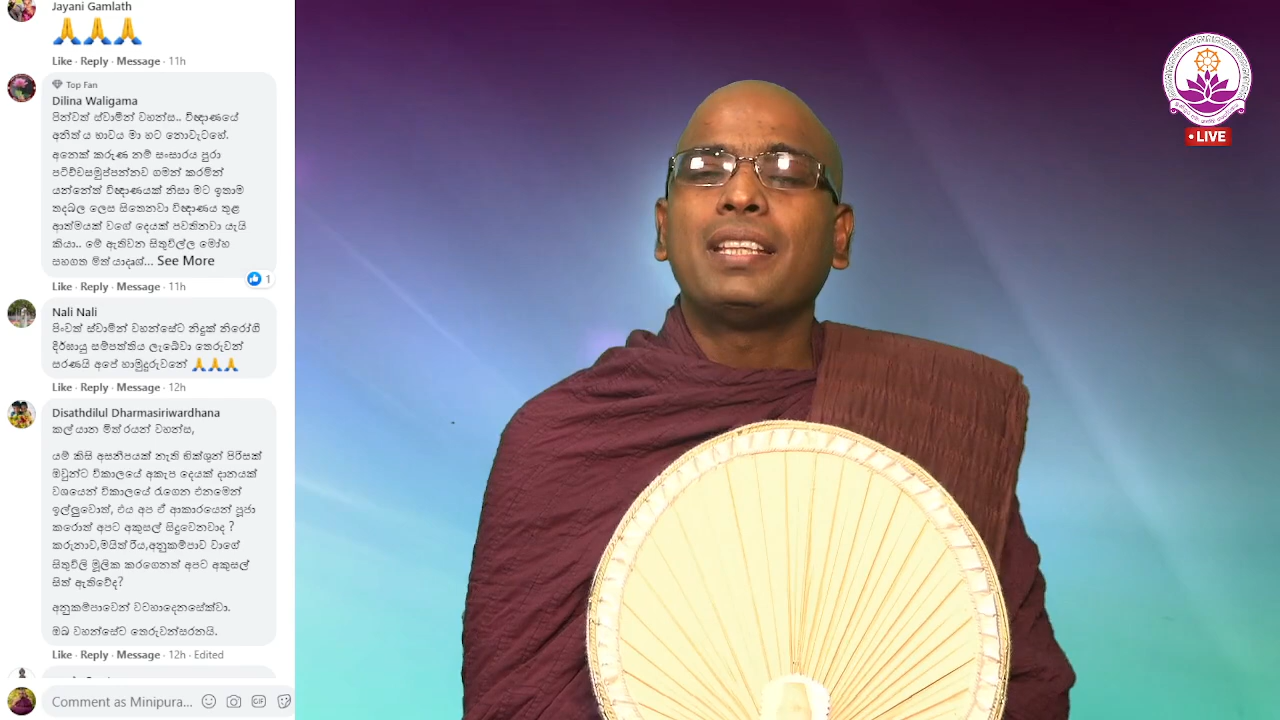 Jayani Gamlath
🙏🙏🙏
Like · Reply · Message · 11h
Top Fan
Dilina Waligama
පින්වත් ස්වාමීන් වහන්ස.. විඥාණයේ
අනිත්‍ය භාවය මා හට නොවැටහේ.
අනෙක් කරුණ නම් සංසාරය පුරා
පටිච්චසමුප්පන්නව ගමන් කරමින්
යන්නේත් විඥාණයක් නිසා මට ඉතාම
තදබල ලෙස සිතෙනවා විඥාණය තුළ
ආත්මයක් වගේ දෙයක් පවතිනවා යැයි
කියා.. මේ ඇතිවන සිතුවිල්ල මෝහ
සහගත මිත්‍යාදෘශ්... See More
Like · Reply · Message · 11h
1
Nali Nali
පිංවත් ස්වාමීන් වහන්සේට නිදුක් නිරෝගී
දීර්ඝායු සම්පත්තිය ලැබේවා තෙරුවන්
සරණයි අපේ හාමුදුරුවනේ 🙏🙏🙏
Like · Reply · Message · 12h
Disathdilul Dharmasiriwardhana
කල්‍යාන මිත්‍රයන් වහන්ස,
යම් කිසි අසනීපයක් නැති භික්ශූන් පිරිසක්
ඔවුන්ට විකාලයේ අකැප දෙයක් දානයක්
වශයෙන් විකාලයේ රැගෙන එනමෙන්
ඉල්ලුවොත්, එය අප ඒ ආකාරයෙන් පූජා
කරොත් අපට අකුසල් සිදුවෙනවාද ?
කරුනාව,මයිත්‍රිය,අනුකම්පාව වාගේ
සිතුවිලි මූලික කරගෙනත් අපට අකුසල්
සිත් ඇතිවේද?
අනුකම්පාවෙන් වටහාදෙනසේක්වා.
ඔබ වහන්සේට තෙරුවන්සරනයි.
Like · Reply · Message · 12h · Edited
Comment as Minipura...
GIF
LIVE